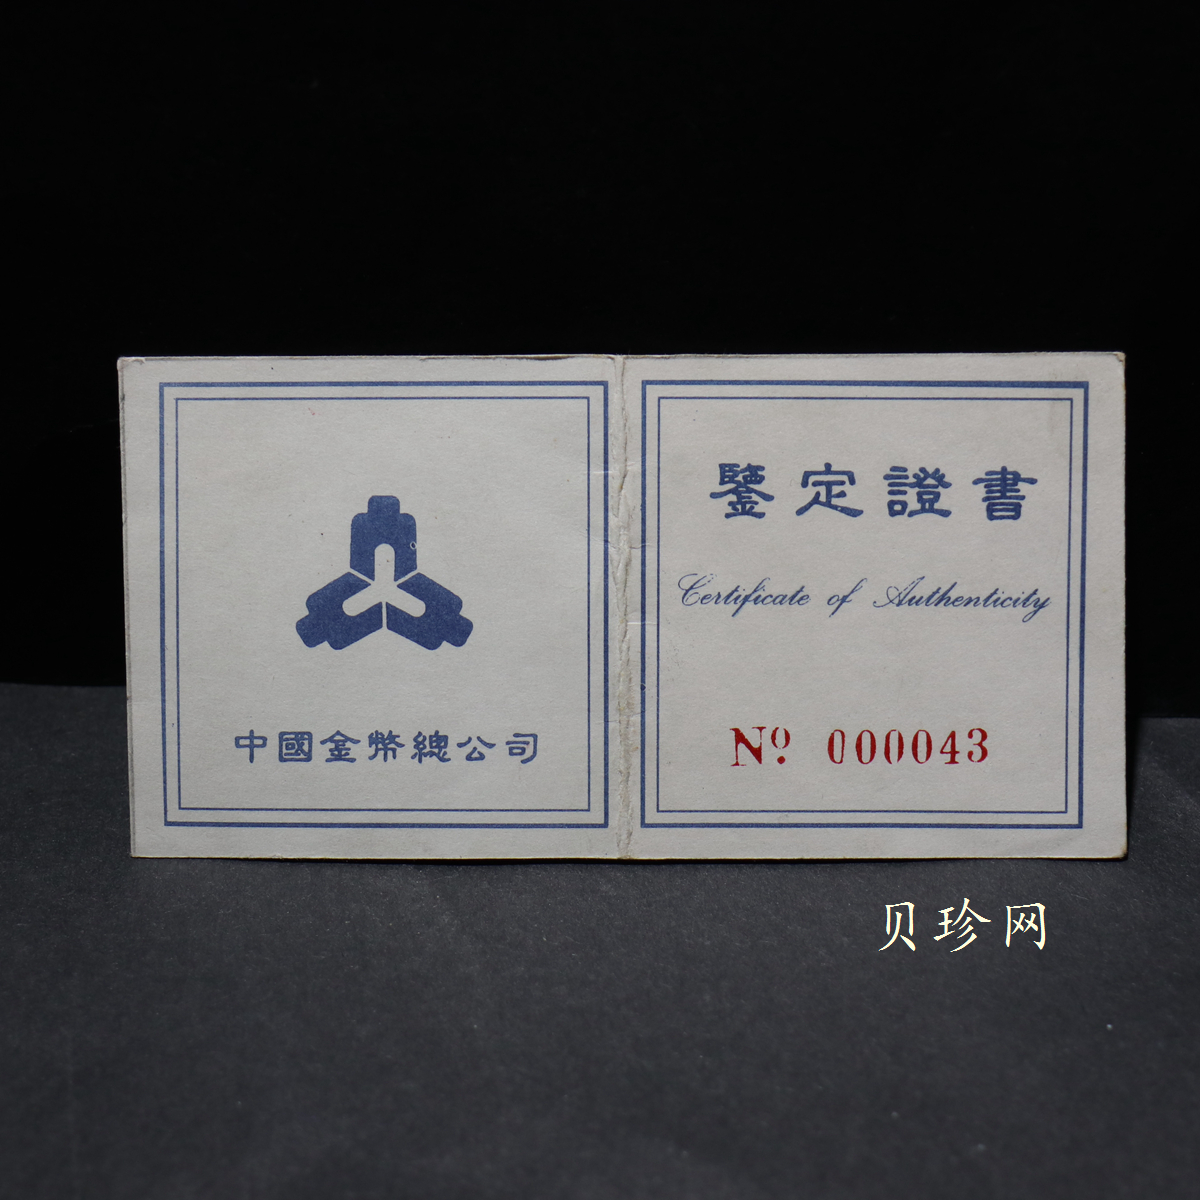 中國金幣總公司
鑒定證書
Certificate of Authenticity
Nº 000043
贝珍网